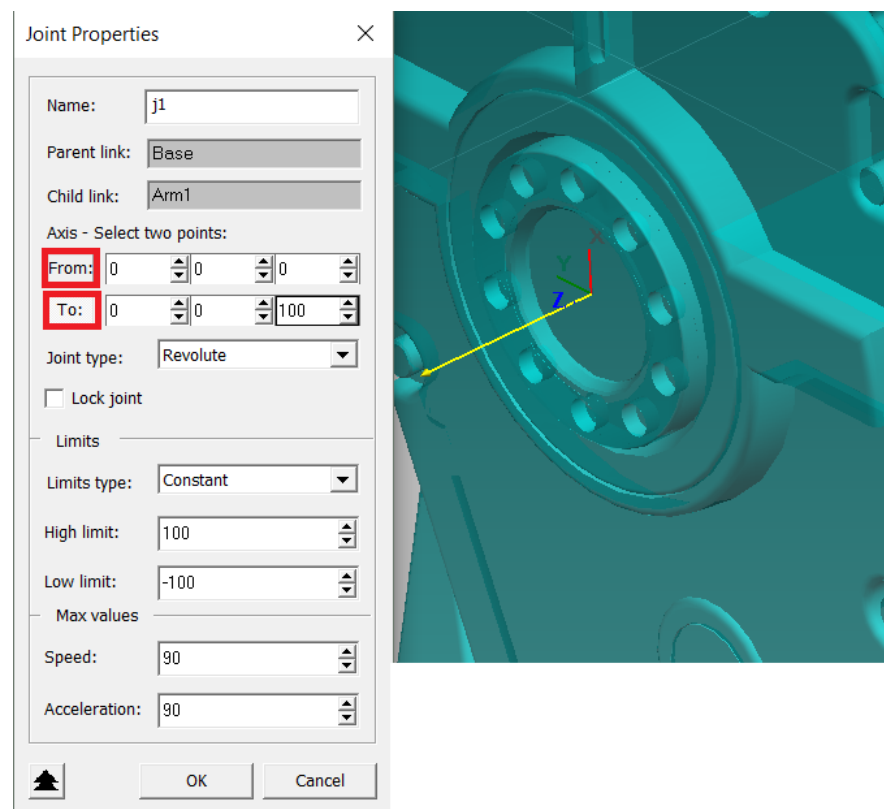 Joint Properties
Name: j1
Parent link: Base
Child link: Arm1
Axis - Select two points:
From: 0 0 0
To: 0 0 100
Joint type: Revolute
Lock joint
Limits
Limits type: Constant
High limit: 100
Low limit: -100
Max values
Speed: 90
Acceleration: 90
OK Cancel
X
Y
Z